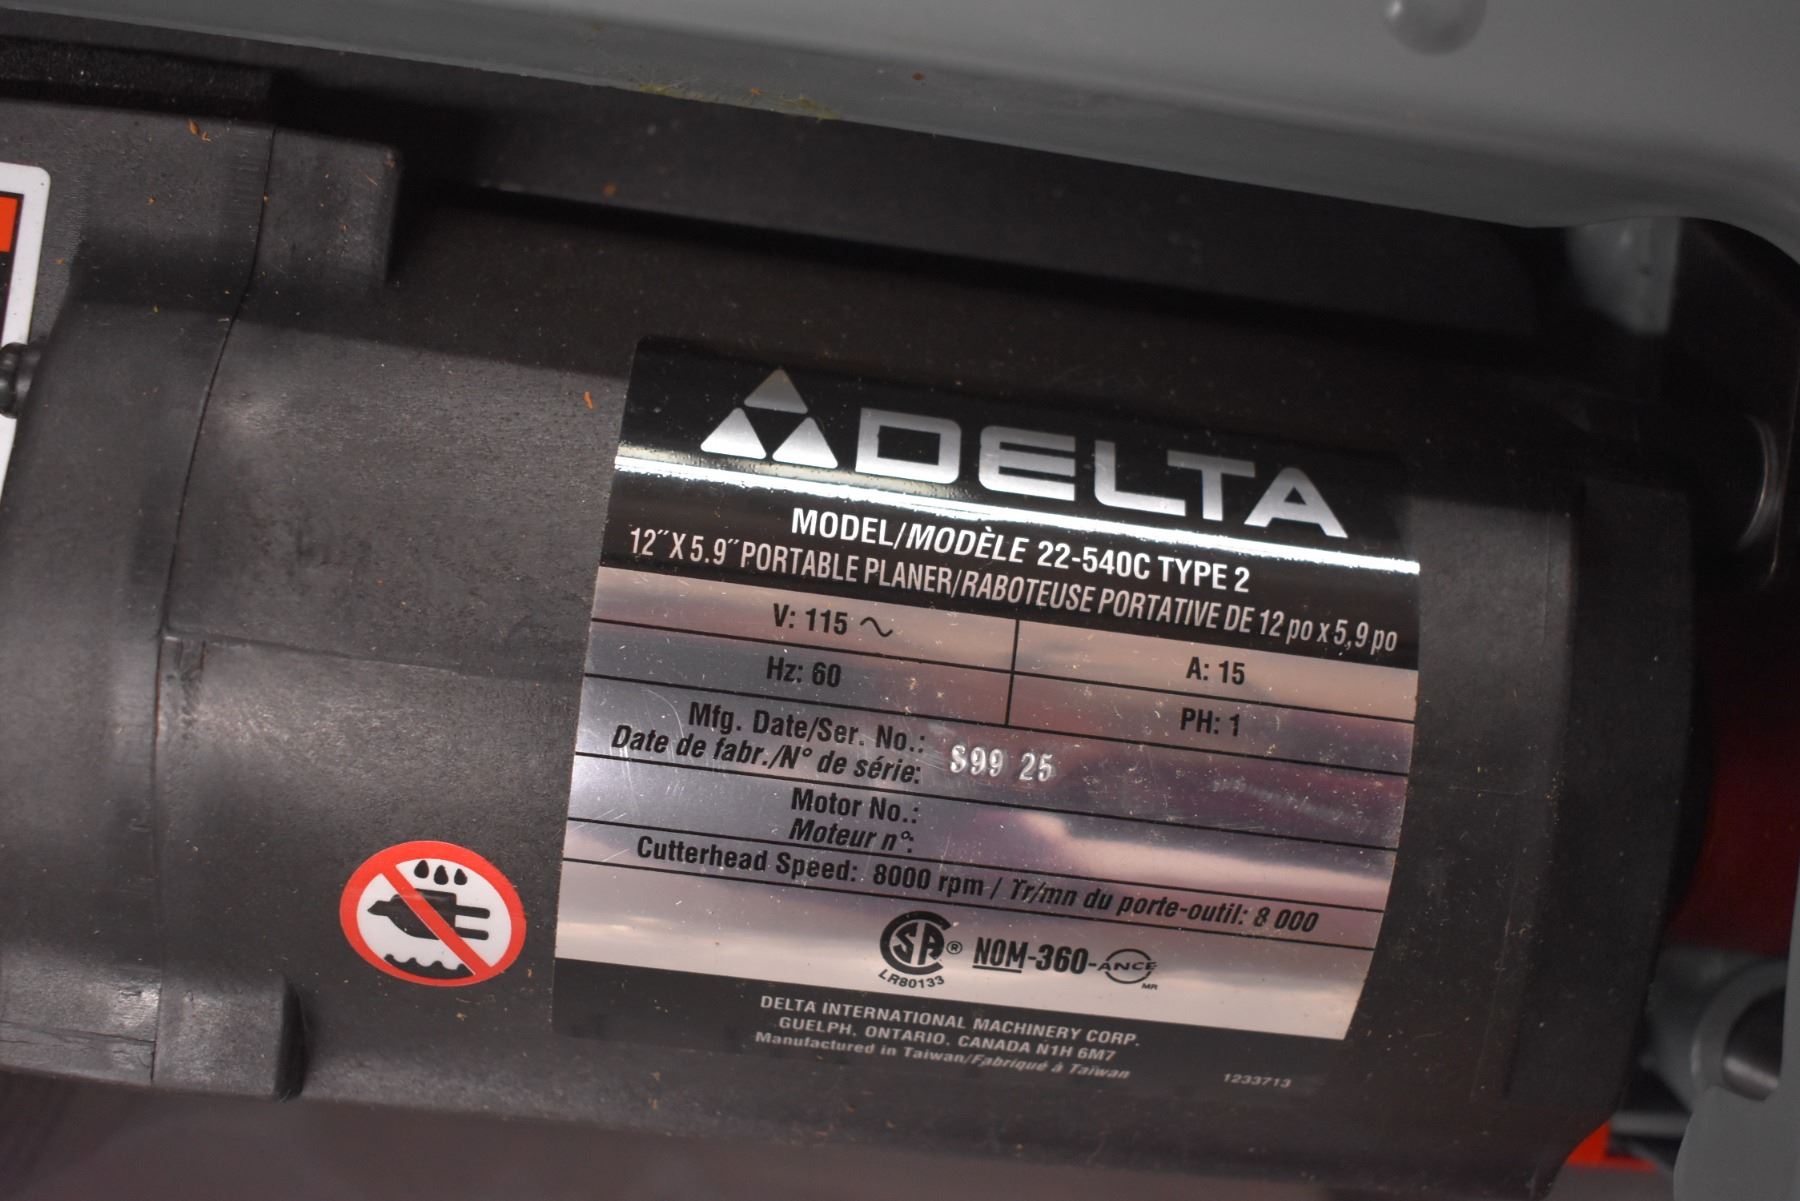 DELTA
MODEL/MODÈLE 22-540C TYPE 2
12" X 5.9" PORTABLE PLANER/RABOTEUSE PORTATIVE DE 12 po x 5,9 po
V: 115 ~
A: 15
Hz: 60
PH: 1
Mfg. Date/Ser. No.:
Date de fabr./N° de série: S99 25
Motor No.:
Moteur n°:
Cutterhead Speed: 8000 rpm / Tr/mn du porte-outil: 8 000
SA ® NOM-360-ANCE MR
LR80133
DELTA INTERNATIONAL MACHINERY CORP.
GUELPH, ONTARIO, CANADA N1H 6M7
Manufactured in Taiwan/Fabriqué à Taïwan
1233713